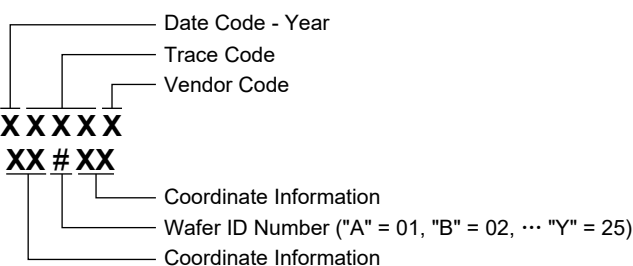 Date Code - Year
Trace Code
Vendor Code
X X X X X
XX # XX
Coordinate Information
Wafer ID Number ("A" = 01, "B" = 02, ··· "Y" = 25)
Coordinate Information